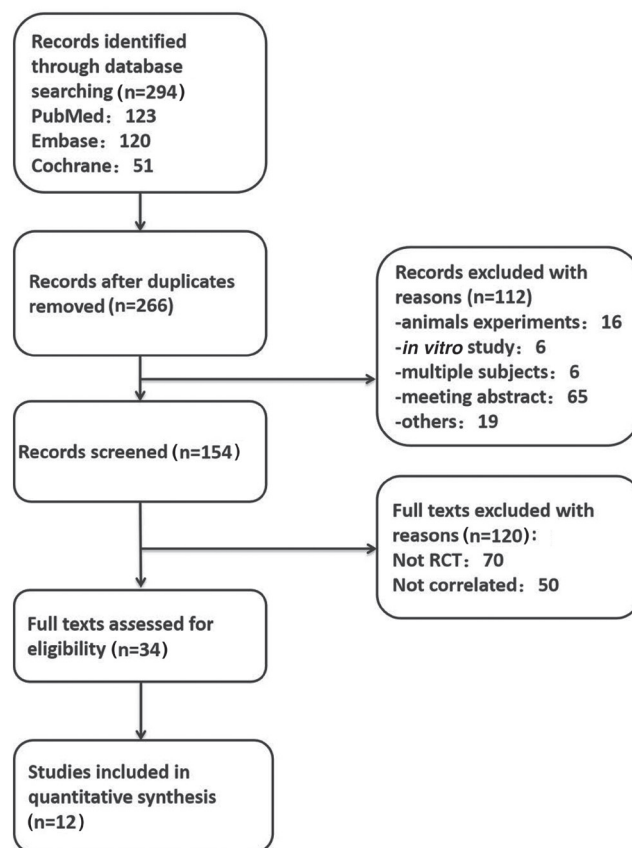 Records identified
through database
searching (n=294)
PubMed：123
Embase：120
Cochrane：51
Records after duplicates
removed (n=266)
Records excluded with
reasons (n=112)
-animals experiments：16
-in vitro study：6
-multiple subjects：6
-meeting abstract：65
-others：19
Records screened (n=154)
Full texts excluded with
reasons (n=120)：
Not RCT：70
Not correlated：50
Full texts assessed for
eligibility (n=34)
Studies included in
quantitative synthesis
(n=12)